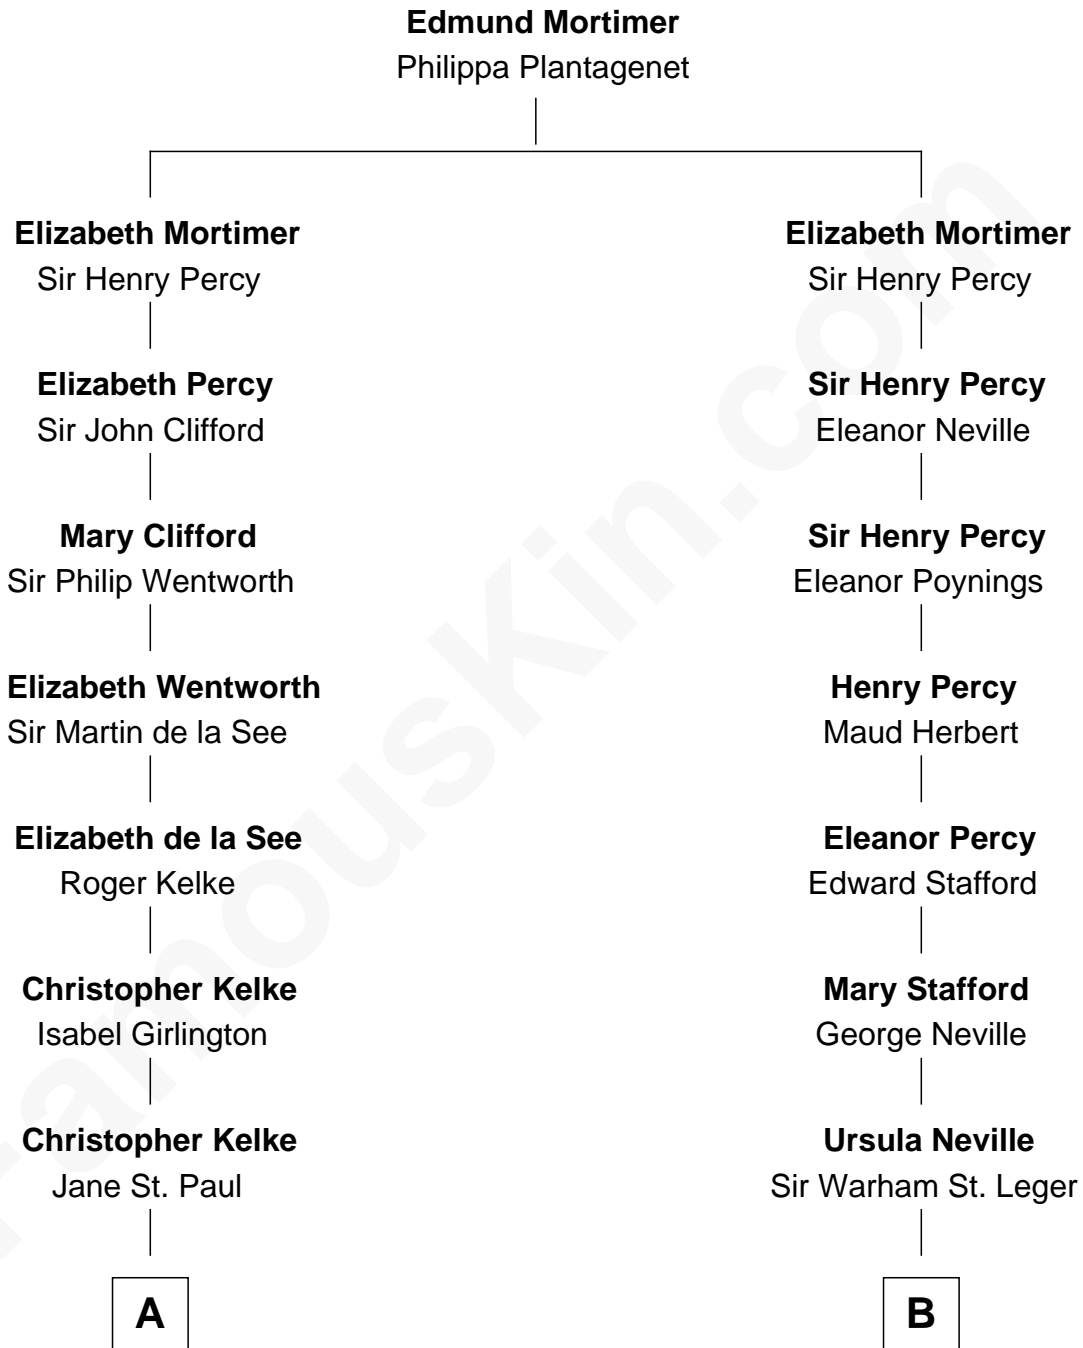 Edmund Mortimer
Philippa Plantagenet
Elizabeth Mortimer
Sir Henry Percy
Elizabeth Mortimer
Sir Henry Percy
Elizabeth Percy
Sir John Clifford
Sir Henry Percy
Eleanor Neville
Mary Clifford
Sir Philip Wentworth
Sir Henry Percy
Eleanor Poynings
Elizabeth Wentworth
Sir Martin de la See
Henry Percy
Maud Herbert
Elizabeth de la See
Roger Kelke
Eleanor Percy
Edward Stafford
Christopher Kelke
Isabel Girlington
Mary Stafford
George Neville
Christopher Kelke
Jane St. Paul
Ursula Neville
Sir Warham St. Leger
A
B
FamousKin.com